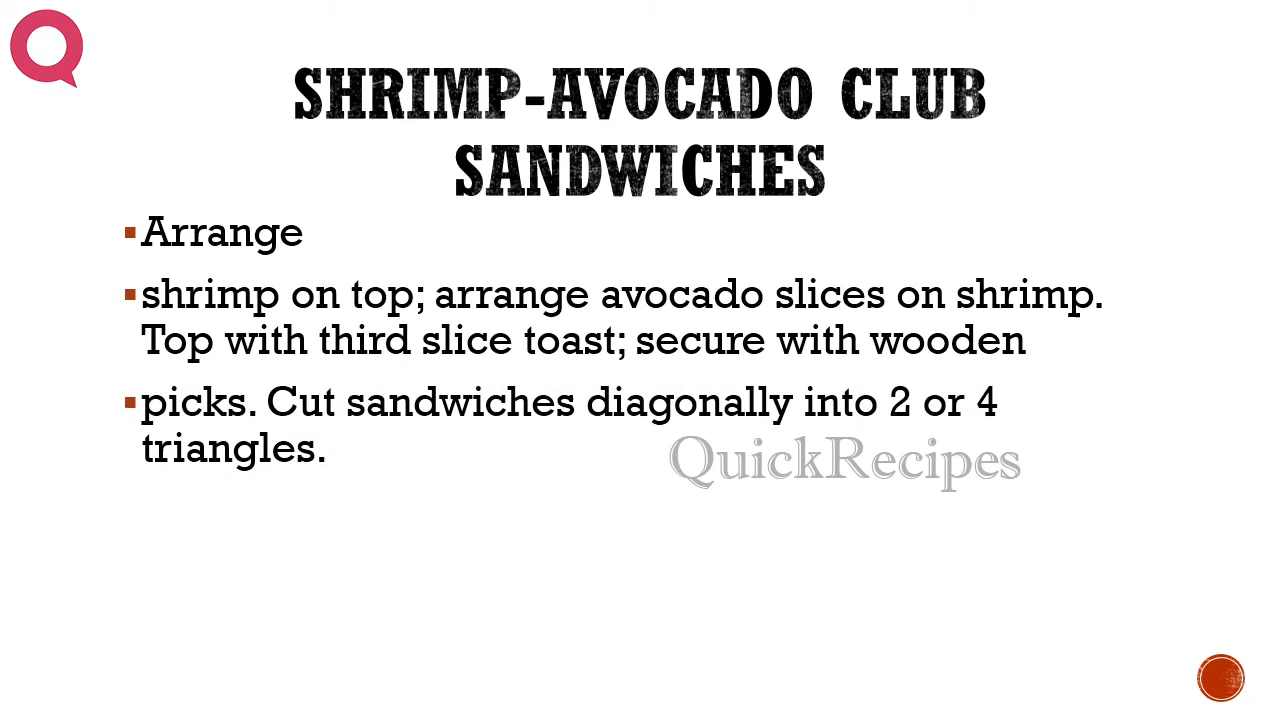 SHRIMP-AVOCADO CLUB
SANDWICHES
▪Arrange
▪shrimp on top; arrange avocado slices on shrimp.
Top with third slice toast; secure with wooden
▪picks. Cut sandwiches diagonally into 2 or 4
triangles.
QuickRecipes